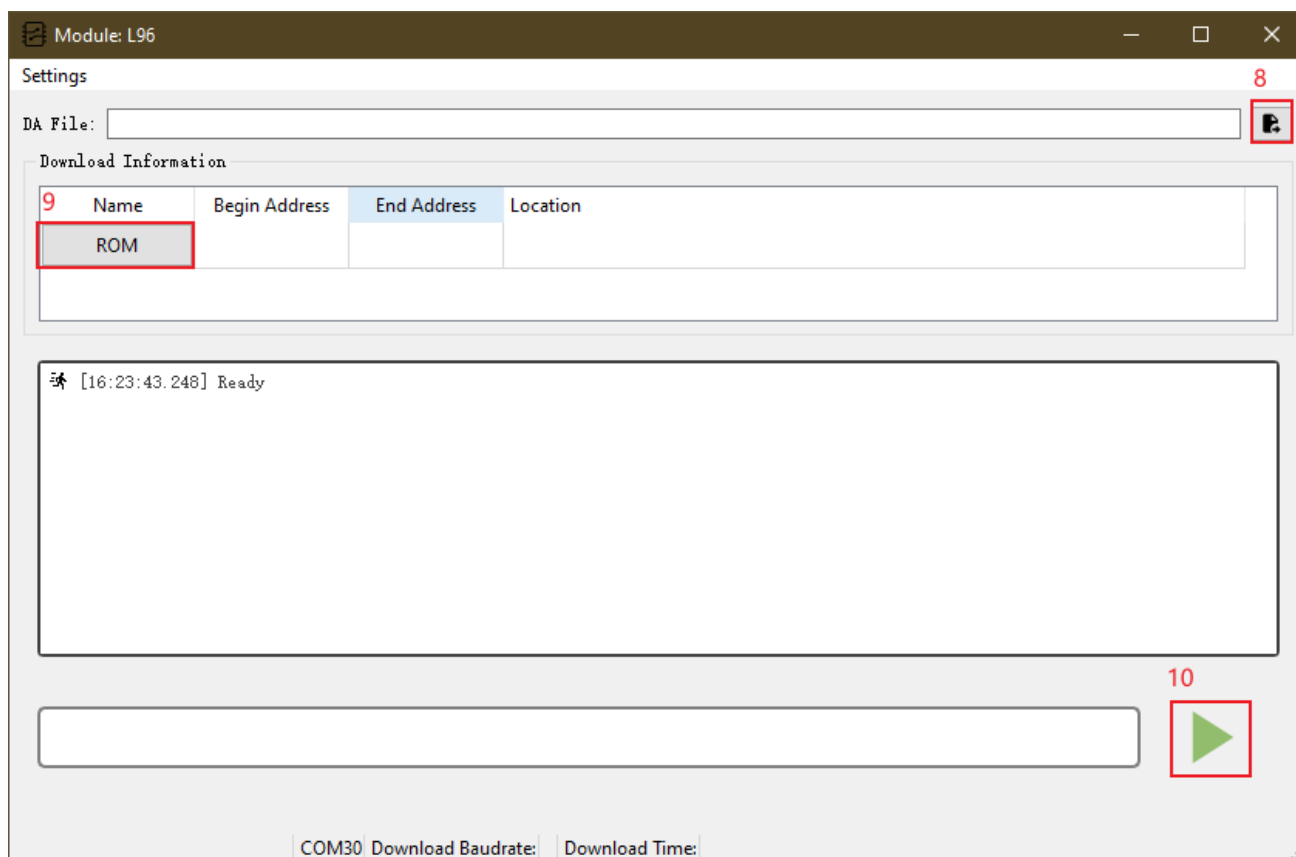 Module: L96
Settings
8
DA File:
Download Information
9 Name Begin Address End Address Location
ROM
[16:23:43.248] Ready
10
COM30 Download Baudrate: Download Time: